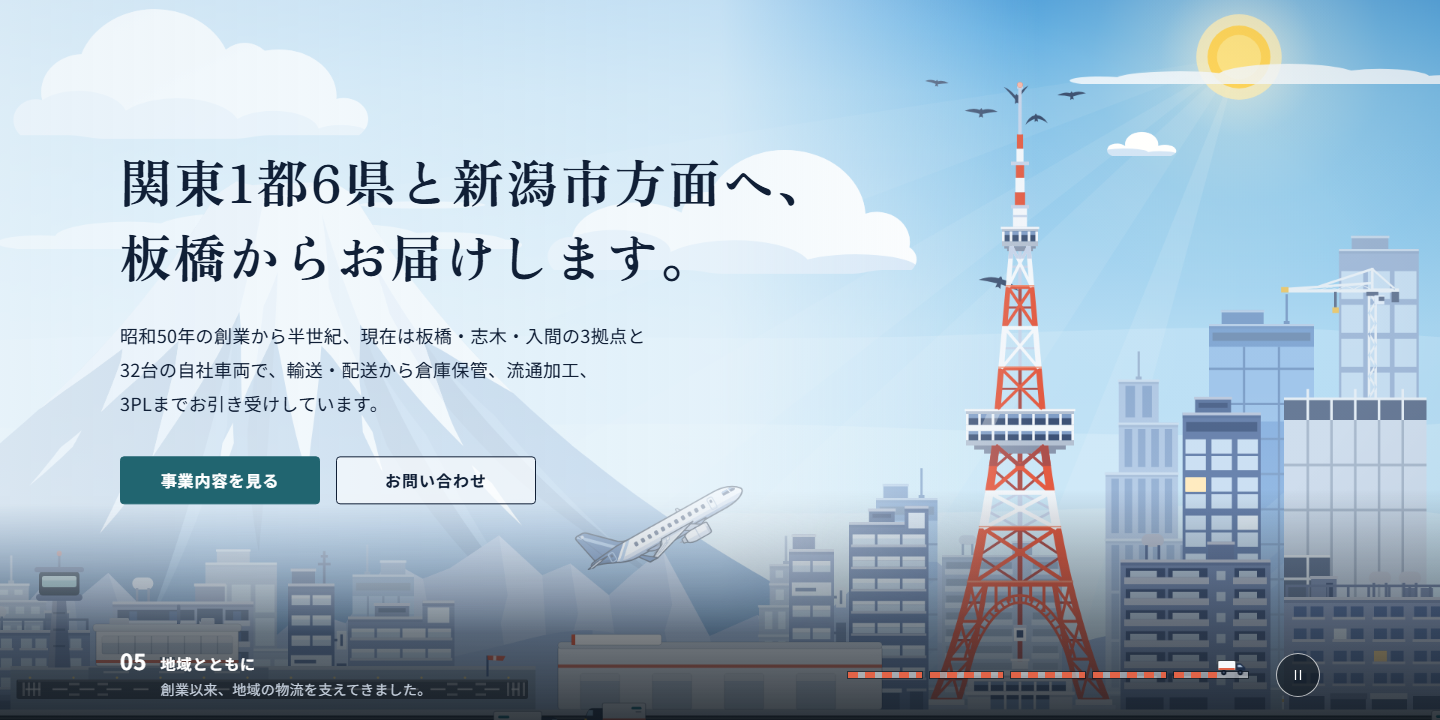 関東1都6県と新潟市方面へ、
板橋からお届けします。
昭和50年の創業から半世紀、現在は板橋・志木・入間の3拠点と
32台の自社車両で、輸送・配送から倉庫保管、流通加工、
3PLまでお引き受けしています。
事業内容を見る
お問い合わせ
05 地域とともに
創業以来、地域の物流を支えてきました。